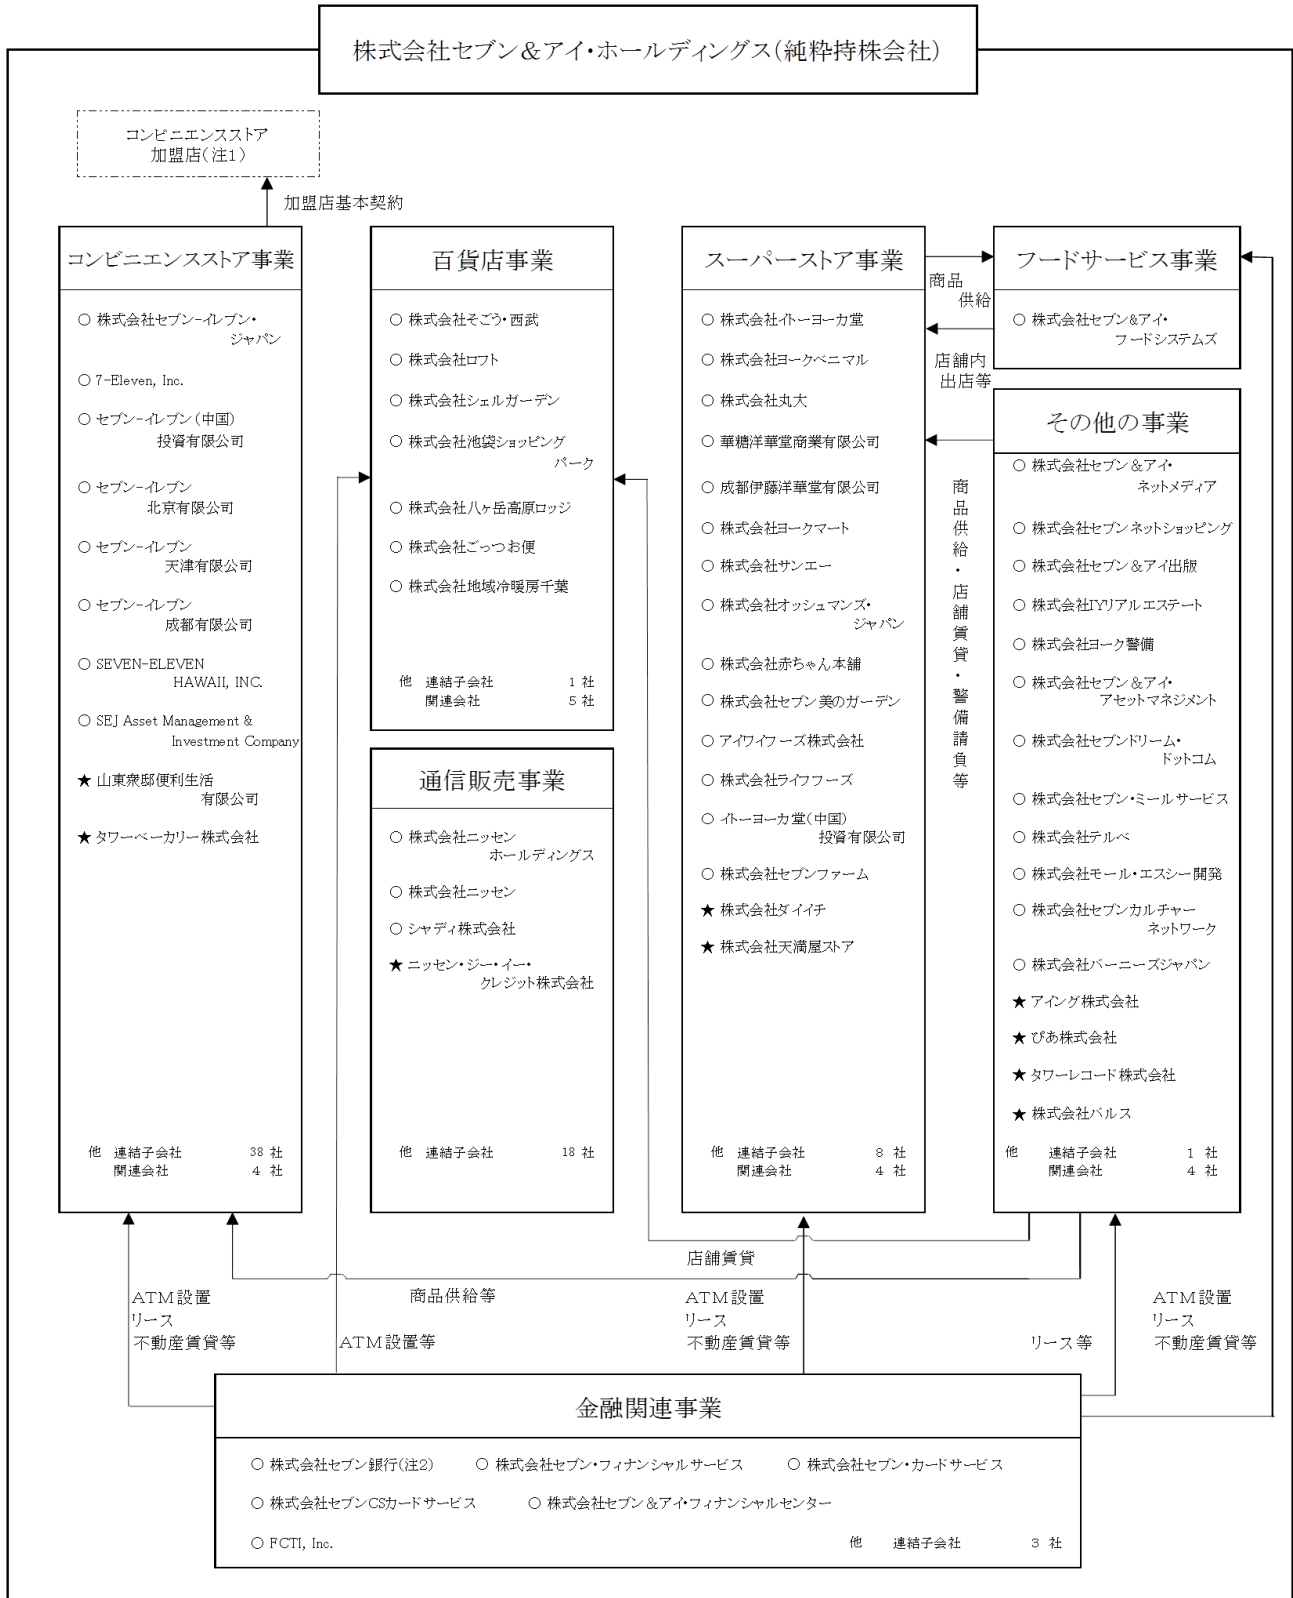 株式会社セブン&アイ・ホールディングス(純粋持株会社)
コンビニエンスストア
加盟店(注1)
加盟店基本契約
コンビニエンスストア事業
○ 株式会社セブン-イレブン・
ジャパン
○ 7-Eleven, Inc.
○ セブン-イレブン(中国)
投資有限公司
○ セブン-イレブン
北京有限公司
○ セブン-イレブン
天津有限公司
○ セブン-イレブン
成都有限公司
○ SEVEN-ELEVEN
HAWAII, INC.
○ SEJ Asset Management &
Investment Company
★ 山東衆邸便利生活
有限公司
★ タワーベーカリー株式会社
他 連結子会社 38 社
関連会社 4 社
百貨店事業
○ 株式会社そごう・西武
○ 株式会社ロフト
○ 株式会社シェルガーデン
○ 株式会社池袋ショッピング
パーク
○ 株式会社八ヶ岳高原ロッジ
○ 株式会社ごっつお便
○ 株式会社地域冷暖房千葉
他 連結子会社 1 社
関連会社 5 社
通信販売事業
○ 株式会社ニッセン
ホールディングス
○ 株式会社ニッセン
○ シャディ株式会社
★ ニッセン・ジー・イー・
クレジット株式会社
他 連結子会社 18 社
スーパーストア事業
○ 株式会社イトーヨーカ堂
○ 株式会社ヨークベニマル
○ 株式会社丸大
○ 華糖洋華堂商業有限公司
○ 成都伊藤洋華堂有限公司
○ 株式会社ヨークマート
○ 株式会社サンエー
○ 株式会社オッシュマンズ・
ジャパン
○ 株式会社赤ちゃん本舗
○ 株式会社セブン美のガーデン
○ アイワイフーズ株式会社
○ 株式会社ライフフーズ
○ イトーヨーカ堂(中国)
投資有限公司
○ 株式会社セブンファーム
★ 株式会社ダイイチ
★ 株式会社天満屋ストア
他 連結子会社 8 社
関連会社 4 社
商品
供給
店舗内
出店等
商品供給・店舗賃貸・警備請負等
フードサービス事業
○ 株式会社セブン&アイ・
フードシステムズ
その他の事業
○ 株式会社セブン&アイ・
ネットメディア
○ 株式会社セブンネットショッピング
○ 株式会社セブン&アイ出版
○ 株式会社IYリアルエステート
○ 株式会社ヨーク警備
○ 株式会社セブン&アイ・
アセットマネジメント
○ 株式会社セブンドリーム・
ドットコム
○ 株式会社セブン・ミールサービス
○ 株式会社テルベ
○ 株式会社モール・エスシー開発
○ 株式会社セブンカルチャー
ネットワーク
○ 株式会社バーニーズジャパン
★ アイング株式会社
★ ぴあ株式会社
★ タワーレコード株式会社
★ 株式会社バルス
他 連結子会社 1 社
関連会社 4 社
店舗賃貸
商品供給等
ATM設置
リース
不動産賃貸等
ATM設置等
ATM設置
リース
不動産賃貸等
リース等
ATM設置
リース
不動産賃貸等
金融関連事業
○ 株式会社セブン銀行(注2) ○ 株式会社セブン・フィナンシャルサービス ○ 株式会社セブン・カードサービス
○ 株式会社セブンCSカードサービス ○ 株式会社セブン&アイ・フィナンシャルセンター
○ FCTI, Inc. 他 連結子会社 3 社